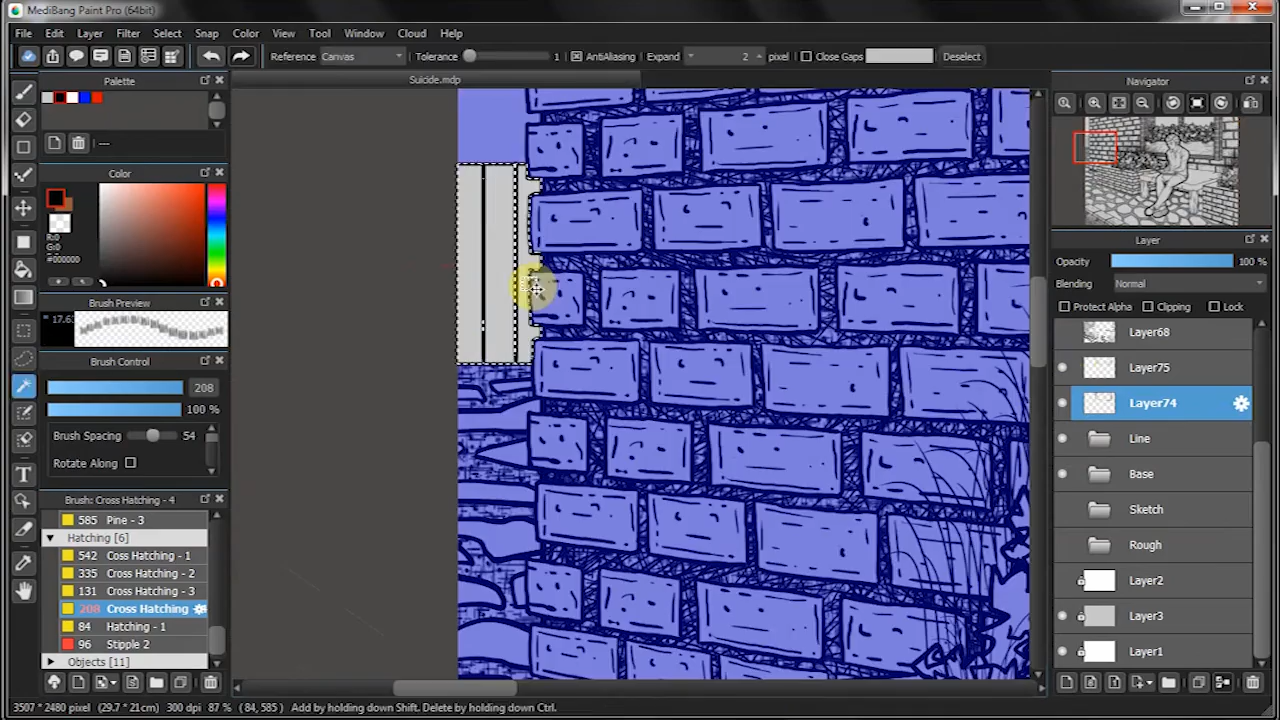 MediBang Paint Pro (64bit)
File Edit Layer Filter Select Snap Color View Tool Window Cloud Help
Reference Canvas Tolerance 1 AntiAliasing Expand 2 pixel Close Gaps Deselect
Palette
Suicide.mdp
Navigator
---
Color
R:0
G:0
B:0
#000000
Layer
Opacity 100 %
Blending Normal
Protect Alpha Clipping Lock
Brush Preview
Brush Control
208
100 %
Brush Spacing 54
Rotate Along
Brush: Cross Hatching - 4
585 Pine - 3
Hatching [6]
542 Coss Hatching - 1
335 Cross Hatching - 2
131 Cross Hatching - 3
208 Cross Hatching
84 Hatching - 1
96 Stipple 2
Objects [11]
Layer68
Layer75
Layer74
Line
Base
Sketch
Rough
Layer2
Layer3
Layer1
3507 * 2480 pixel (29.7 * 21cm) 300 dpi 87 % (84, 585) Add by holding down Shift. Delete by holding down Ctrl.